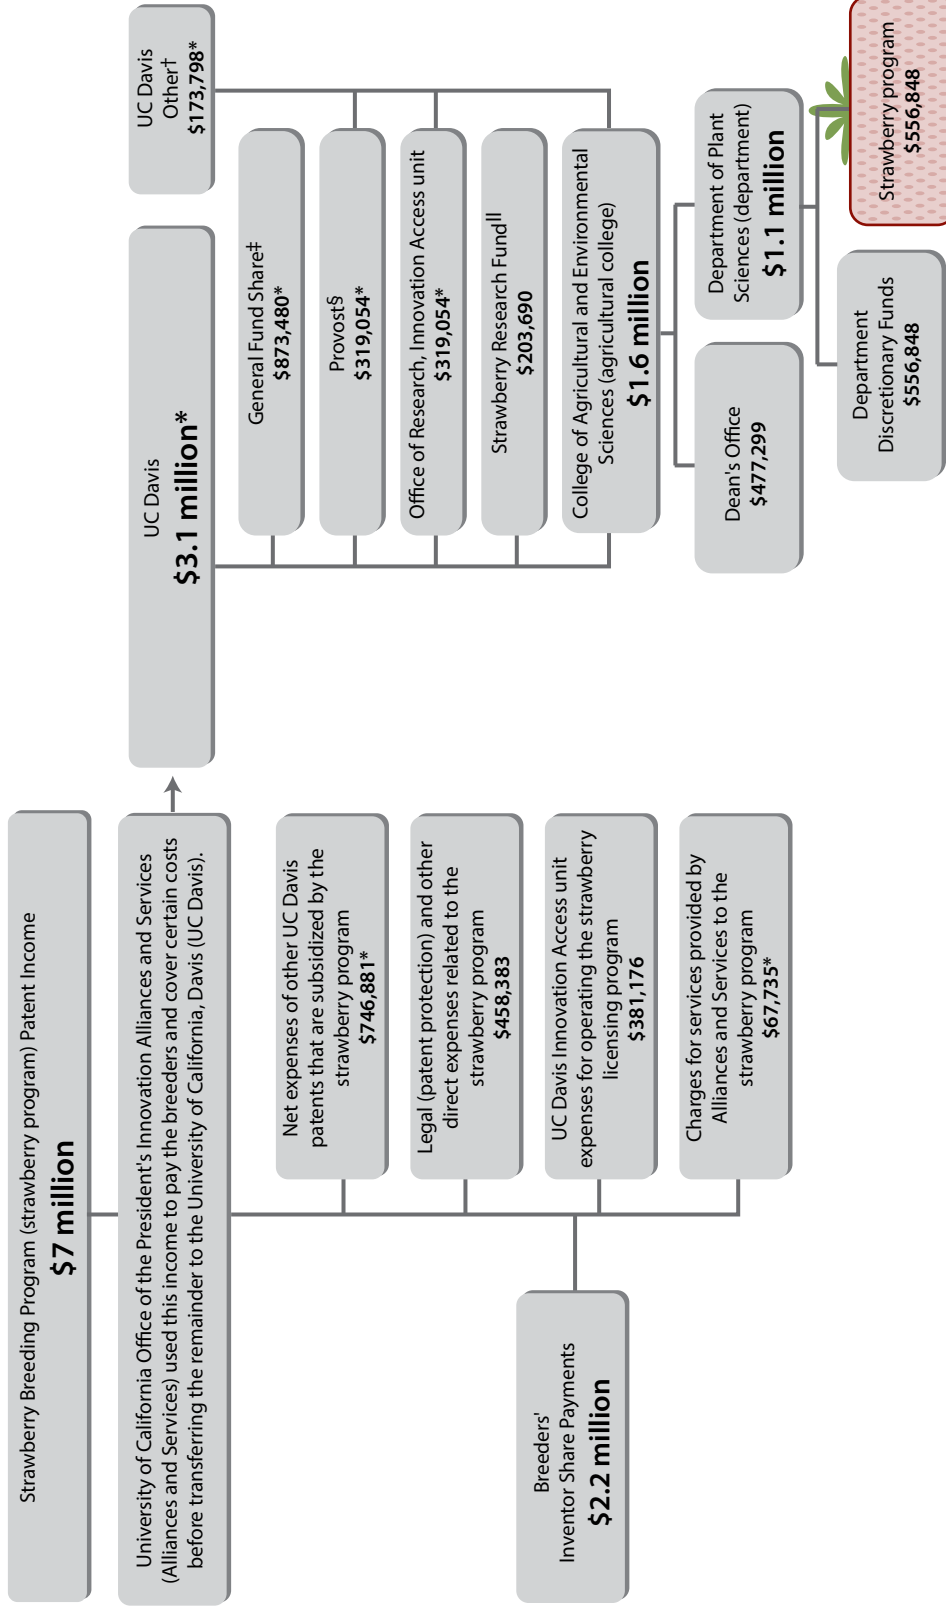 Strawberry Breeding Program (strawberry program) Patent Income
$7 million
University of California Office of the President's Innovation Alliances and Services
(Alliances and Services) used this income to pay the breeders and cover certain costs
before transferring the remainder to the University of California, Davis (UC Davis).
Breeders'
Inventor Share Payments
$2.2 million
Net expenses of other UC Davis
patents that are subsidized by the
strawberry program
$746,881*
Legal (patent protection) and other
direct expenses related to the
strawberry program
$458,383
UC Davis Innovation Access unit
expenses for operating the strawberry
licensing program
$381,176
Charges for services provided by
Alliances and Services to the
strawberry program
$67,735*
UC Davis
$3.1 million*
UC Davis
Other†
$173,798*
General Fund Share‡
$873,480*
Provost§
$319,054*
Office of Research, Innovation Access unit
$319,054*
Strawberry Research Fund||
$203,690
College of Agricultural and Environmental
Sciences (agricultural college)
$1.6 million
Dean's Office
$477,299
Department of Plant
Sciences (department)
$1.1 million
Department
Discretionary Funds
$556,848
Strawberry program
$556,848